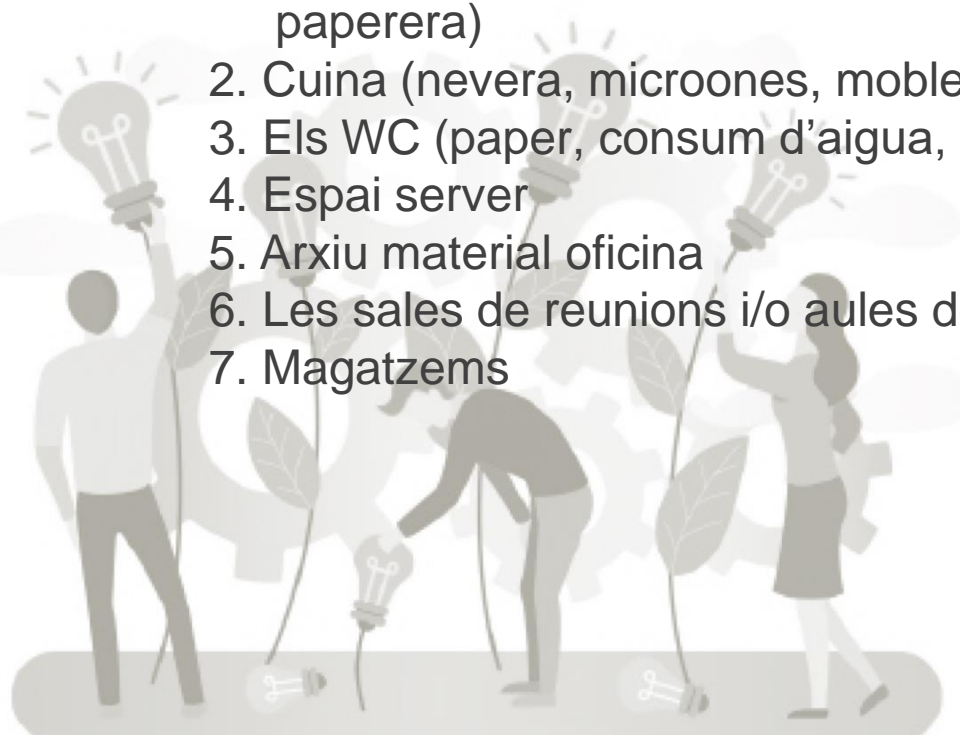 paperera)
2. Cuina (nevera, microones, moble
3. Els WC (paper, consum d’aigua,
4. Espai server
5. Arxiu material oficina
6. Les sales de reunions i/o aules d
7. Magatzems